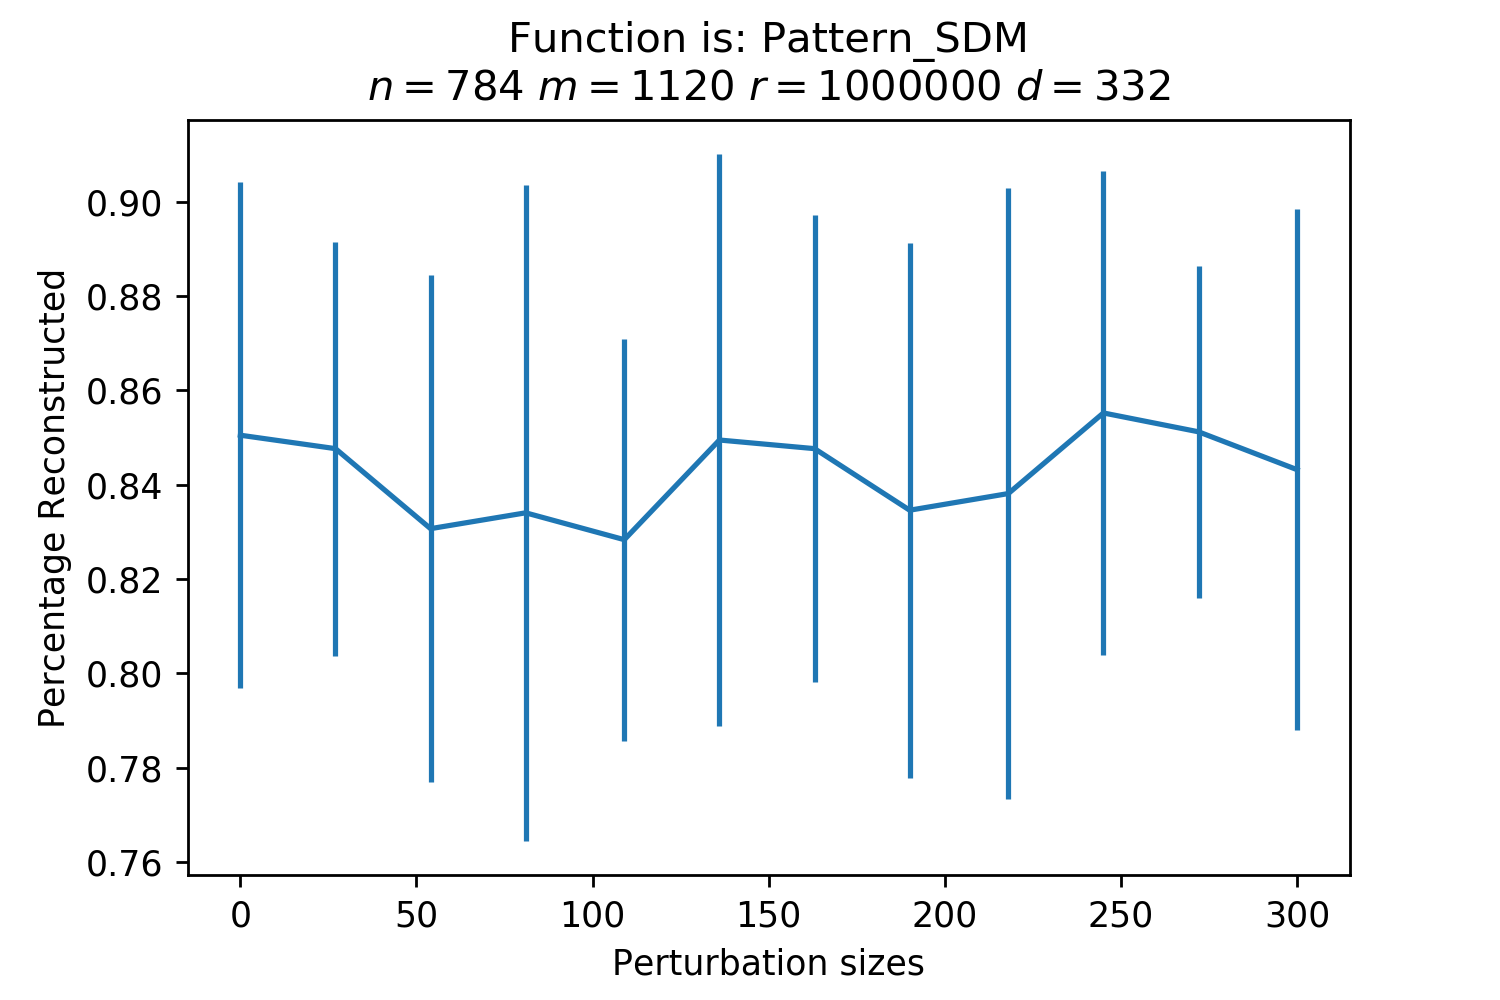 Function is: Pattern_SDM
n = 784 m = 1120 r = 1000000 d = 332
Percentage Reconstructed
0.90
0.88
0.86
0.84
0.82
0.80
0.78
0.76
0 50 100 150 200 250 300
Perturbation sizes